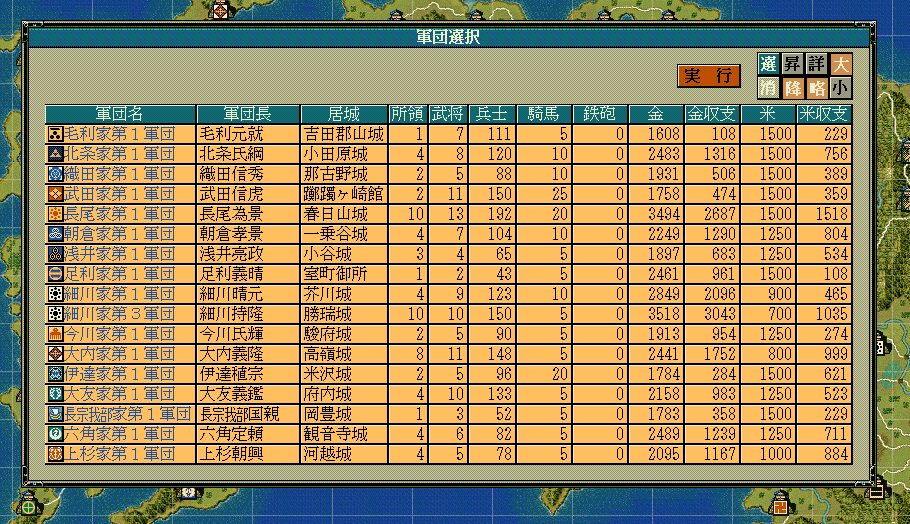 軍団選択
実 行
選 昇 詳 大
消 降 略 小
軍団名 軍団長 居城 所領 武将 兵士 騎馬 鉄砲 金 金収支 米 米収支
毛利家第1軍団 毛利元就 吉田郡山城 1 7 111 5 0 1608 108 1500 229
北条家第1軍団 北条氏綱 小田原城 4 8 120 10 0 2483 1316 1500 756
織田家第1軍団 織田信秀 那古野城 2 5 88 10 0 1931 506 1500 389
武田家第1軍団 武田信虎 躑躅ヶ崎館 2 11 150 25 0 1758 474 1500 359
長尾家第1軍団 長尾為景 春日山城 10 13 192 20 0 3494 2687 1500 1518
朝倉家第1軍団 朝倉孝景 一乗谷城 4 7 104 10 0 2249 1290 1250 804
浅井家第1軍団 浅井亮政 小谷城 3 4 65 5 0 1897 683 1250 534
足利家第1軍団 足利義晴 室町御所 1 2 43 5 0 2461 961 1500 108
細川家第1軍団 細川晴元 芥川城 4 9 123 10 0 2849 2096 900 465
細川家第3軍団 細川持隆 勝瑞城 10 10 150 5 0 3518 3043 700 1035
今川家第1軍団 今川氏輝 駿府城 2 5 90 5 0 1913 954 1250 274
大内家第1軍団 大内義隆 高嶺城 8 11 148 5 0 2441 1752 800 999
伊達家第1軍団 伊達稙宗 米沢城 2 5 96 20 0 1784 284 1500 621
大友家第1軍団 大友義鑑 府内城 4 10 133 5 0 2158 983 1250 523
長宗我部家第1軍団 長宗我部国親 岡豊城 1 3 52 5 0 1783 358 1500 229
六角家第1軍団 六角定頼 観音寺城 4 6 82 5 0 2489 1239 1250 711
上杉家第1軍団 上杉朝興 河越城 4 5 78 5 0 2095 1167 1000 884